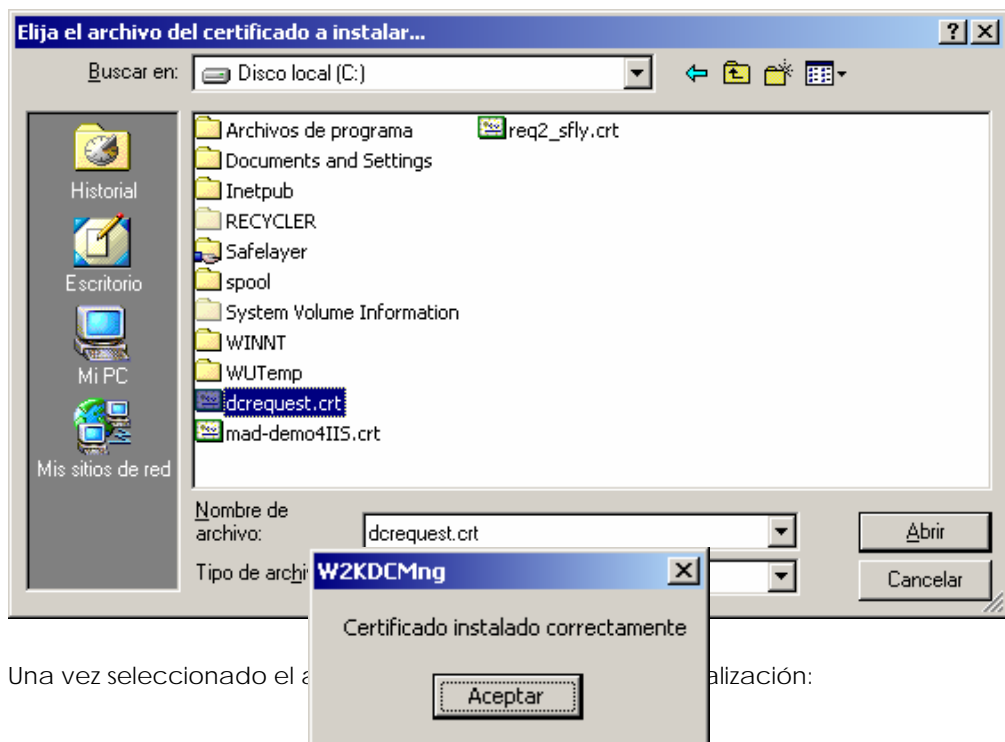 Elija el archivo del certificado a instalar...
Buscar en: Disco local (C:)
Historial
Escritorio
Mi PC
Mis sitios de red
Archivos de programa
Documents and Settings
Inetpub
RECYCLER
Safelayer
spool
System Volume Information
WINNT
WUTemp
dcrequest.crt
mad-demo4IIS.crt
req2_sfly.crt
Nombre de
archivo: dcrequest.crt
Abrir
Tipo de archi
Cancelar
W2KDCMng
Certificado instalado correctamente
Aceptar
Una vez seleccionado el a
alización: